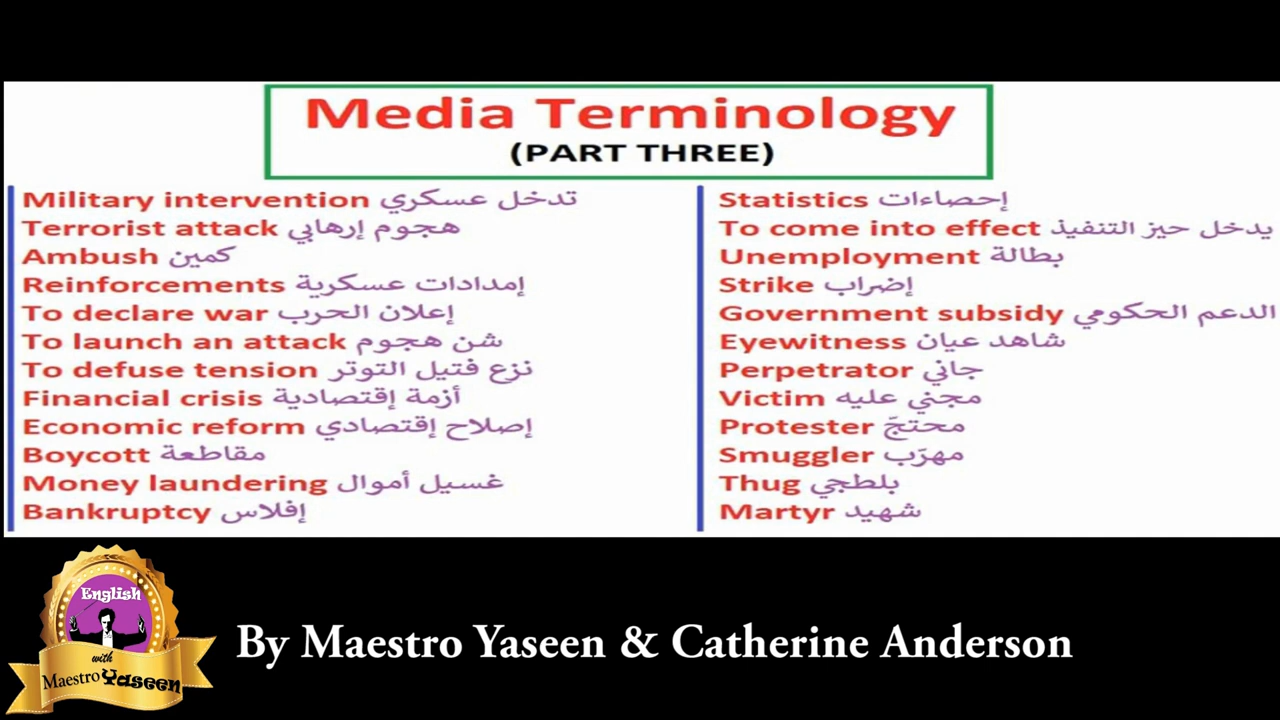 Media Terminology
(PART THREE)
Military intervention تدخل عسكري
Terrorist attack هجوم إرهابي
Ambush كمين
Reinforcements إمدادات عسكرية
To declare war إعلان الحرب
To launch an attack شن هجوم
To defuse tension نزع فتيل التوتر
Financial crisis أزمة إقتصادية
Economic reform إصلاح إقتصادي
Boycott مقاطعة
Money laundering غسيل أموال
Bankruptcy إفلاس
Statistics إحصاءات
To come into effect يدخل حيز التنفيذ
Unemployment بطالة
Strike إضراب
Government subsidy الدعم الحكومي
Eyewitness شاهد عيان
Perpetrator جاني
Victim مجني عليه
Protester محتجّ
Smuggler مهرّب
Thug بلطجي
Martyr شهيد
English
with
Maestro Yaseen
By Maestro Yaseen & Catherine Anderson